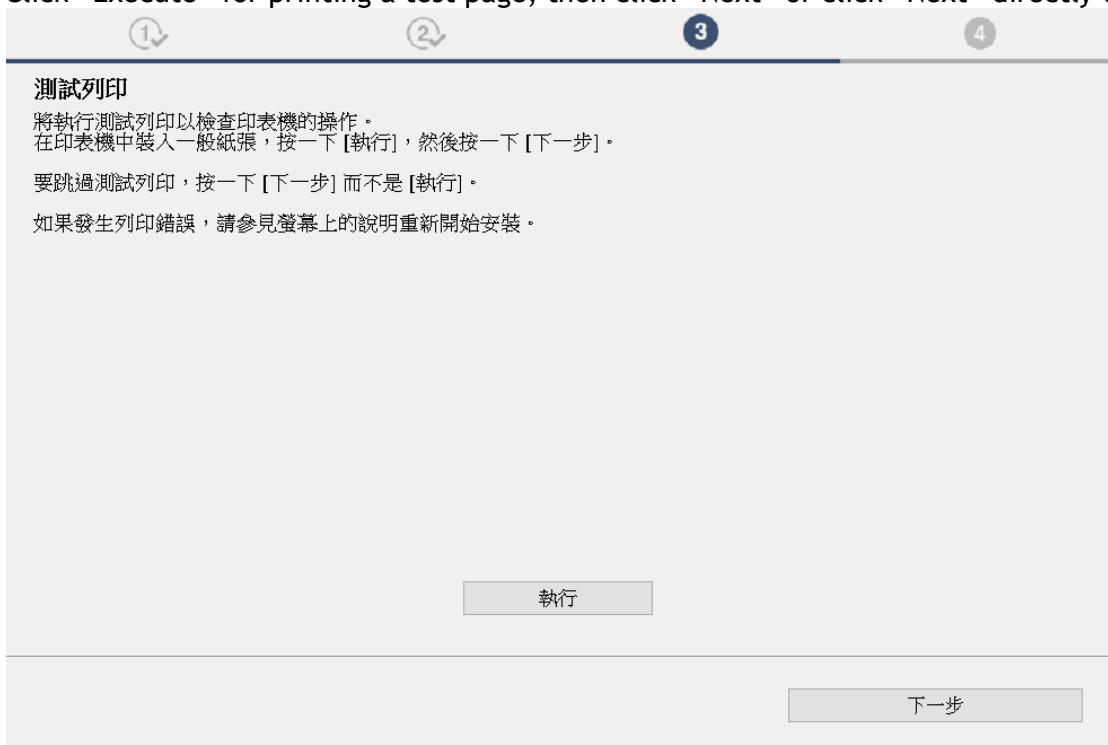 Click "Execute" for printing a test page, then click "Next" or click "Next" directly
1 2 3 4
測試列印
將執行測試列印以檢查印表機的操作。
在印表機中裝入一般紙張，按一下 [執行]，然後按一下 [下一步]。
要跳過測試列印，按一下 [下一步] 而不是 [執行]。
如果發生列印錯誤，請參見螢幕上的說明重新開始安裝。
執行
下一步